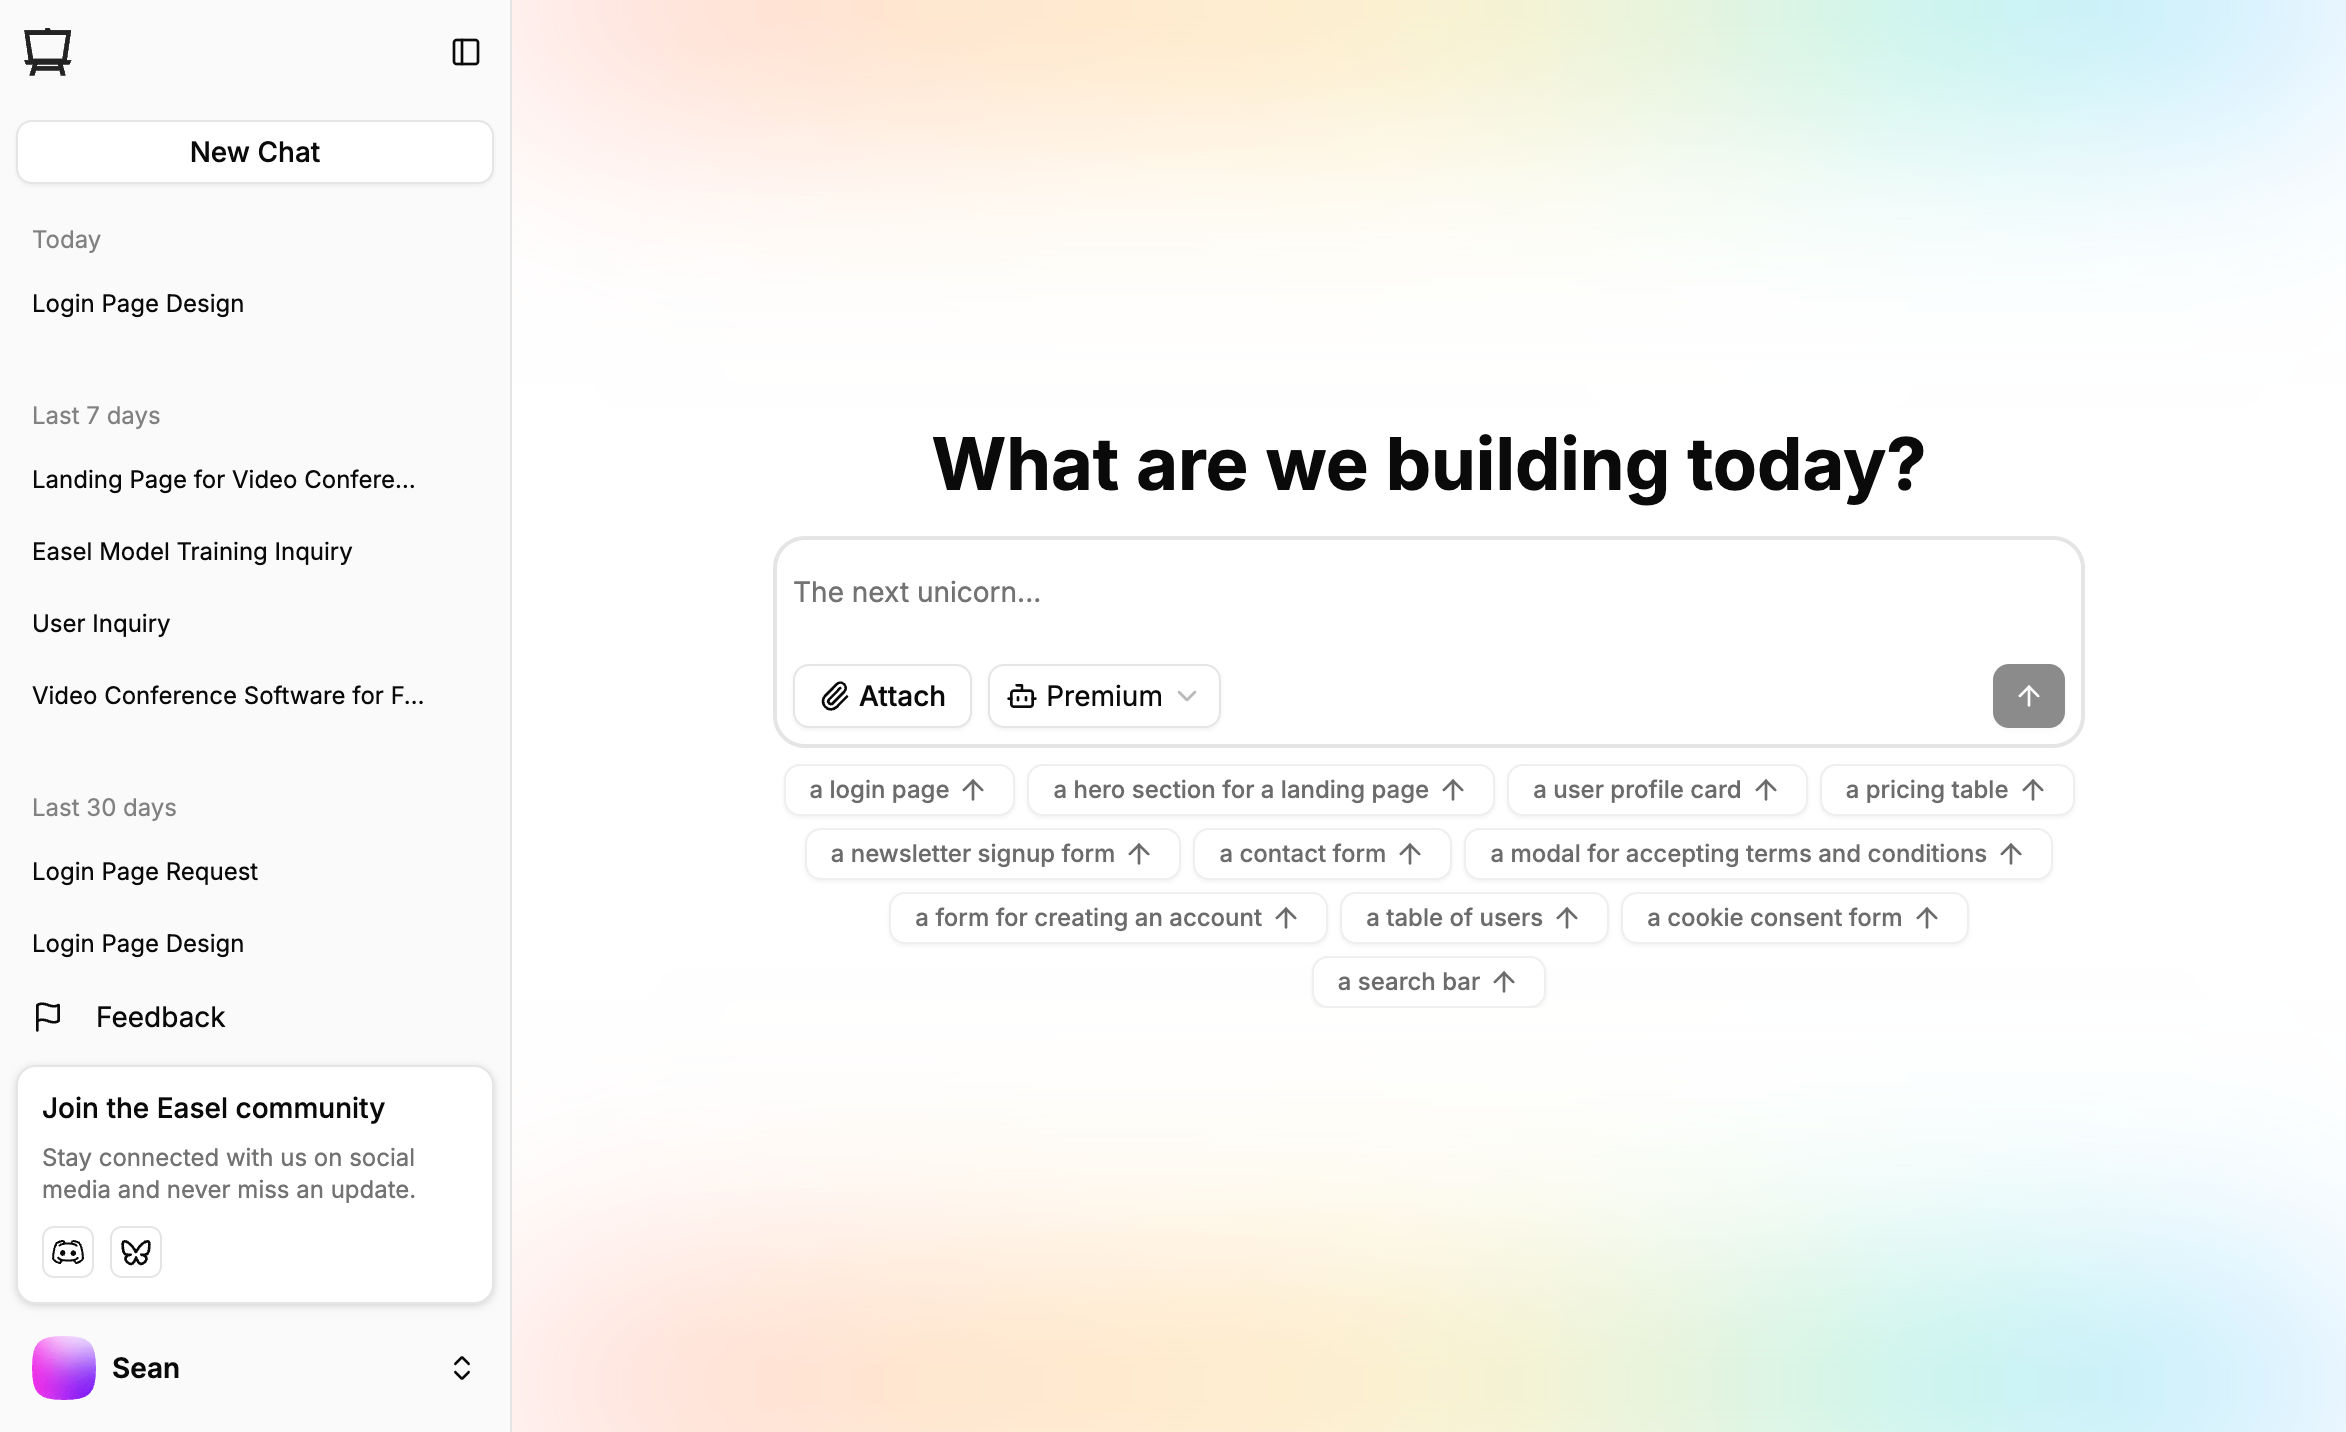 New Chat
Today
Login Page Design
Last 7 days
Landing Page for Video Confere...
Easel Model Training Inquiry
User Inquiry
Video Conference Software for F...
Last 30 days
Login Page Request
Login Page Design
Feedback
Join the Easel community
Stay connected with us on social
media and never miss an update.
Sean
What are we building today?
The next unicorn...
Attach
Premium
a login page
a hero section for a landing page
a user profile card
a pricing table
a newsletter signup form
a contact form
a modal for accepting terms and conditions
a form for creating an account
a table of users
a cookie consent form
a search bar